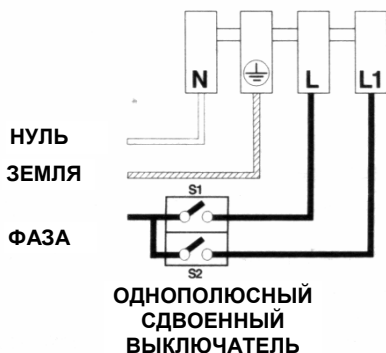 N L L1
НУЛЬ
ЗЕМЛЯ
S1
ФАЗА
S2
ОДНОПОЛЮСНЫЙ
СДВОЕННЫЙ
ВЫКЛЮЧАТЕЛЬ